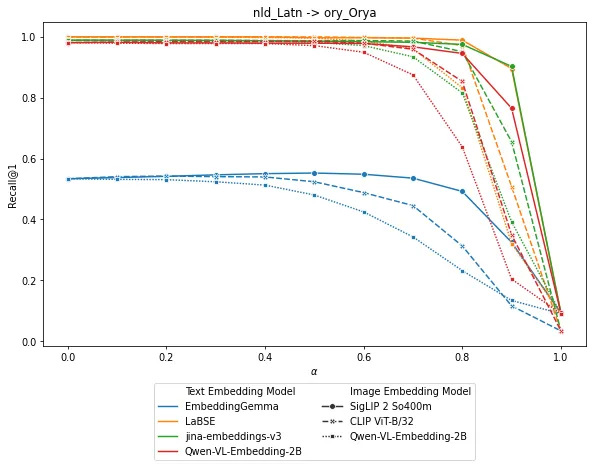 nld_Latn -> ory_Orya
Recall@1
1.0
0.8
0.6
0.4
0.2
0.0
0.0 0.2 0.4 0.6 0.8 1.0
α
Text Embedding Model
EmbeddingGemma
LaBSE
jina-embeddings-v3
Qwen-VL-Embedding-2B
Image Embedding Model
SigLIP 2 So400m
CLIP ViT-B/32
Qwen-VL-Embedding-2B